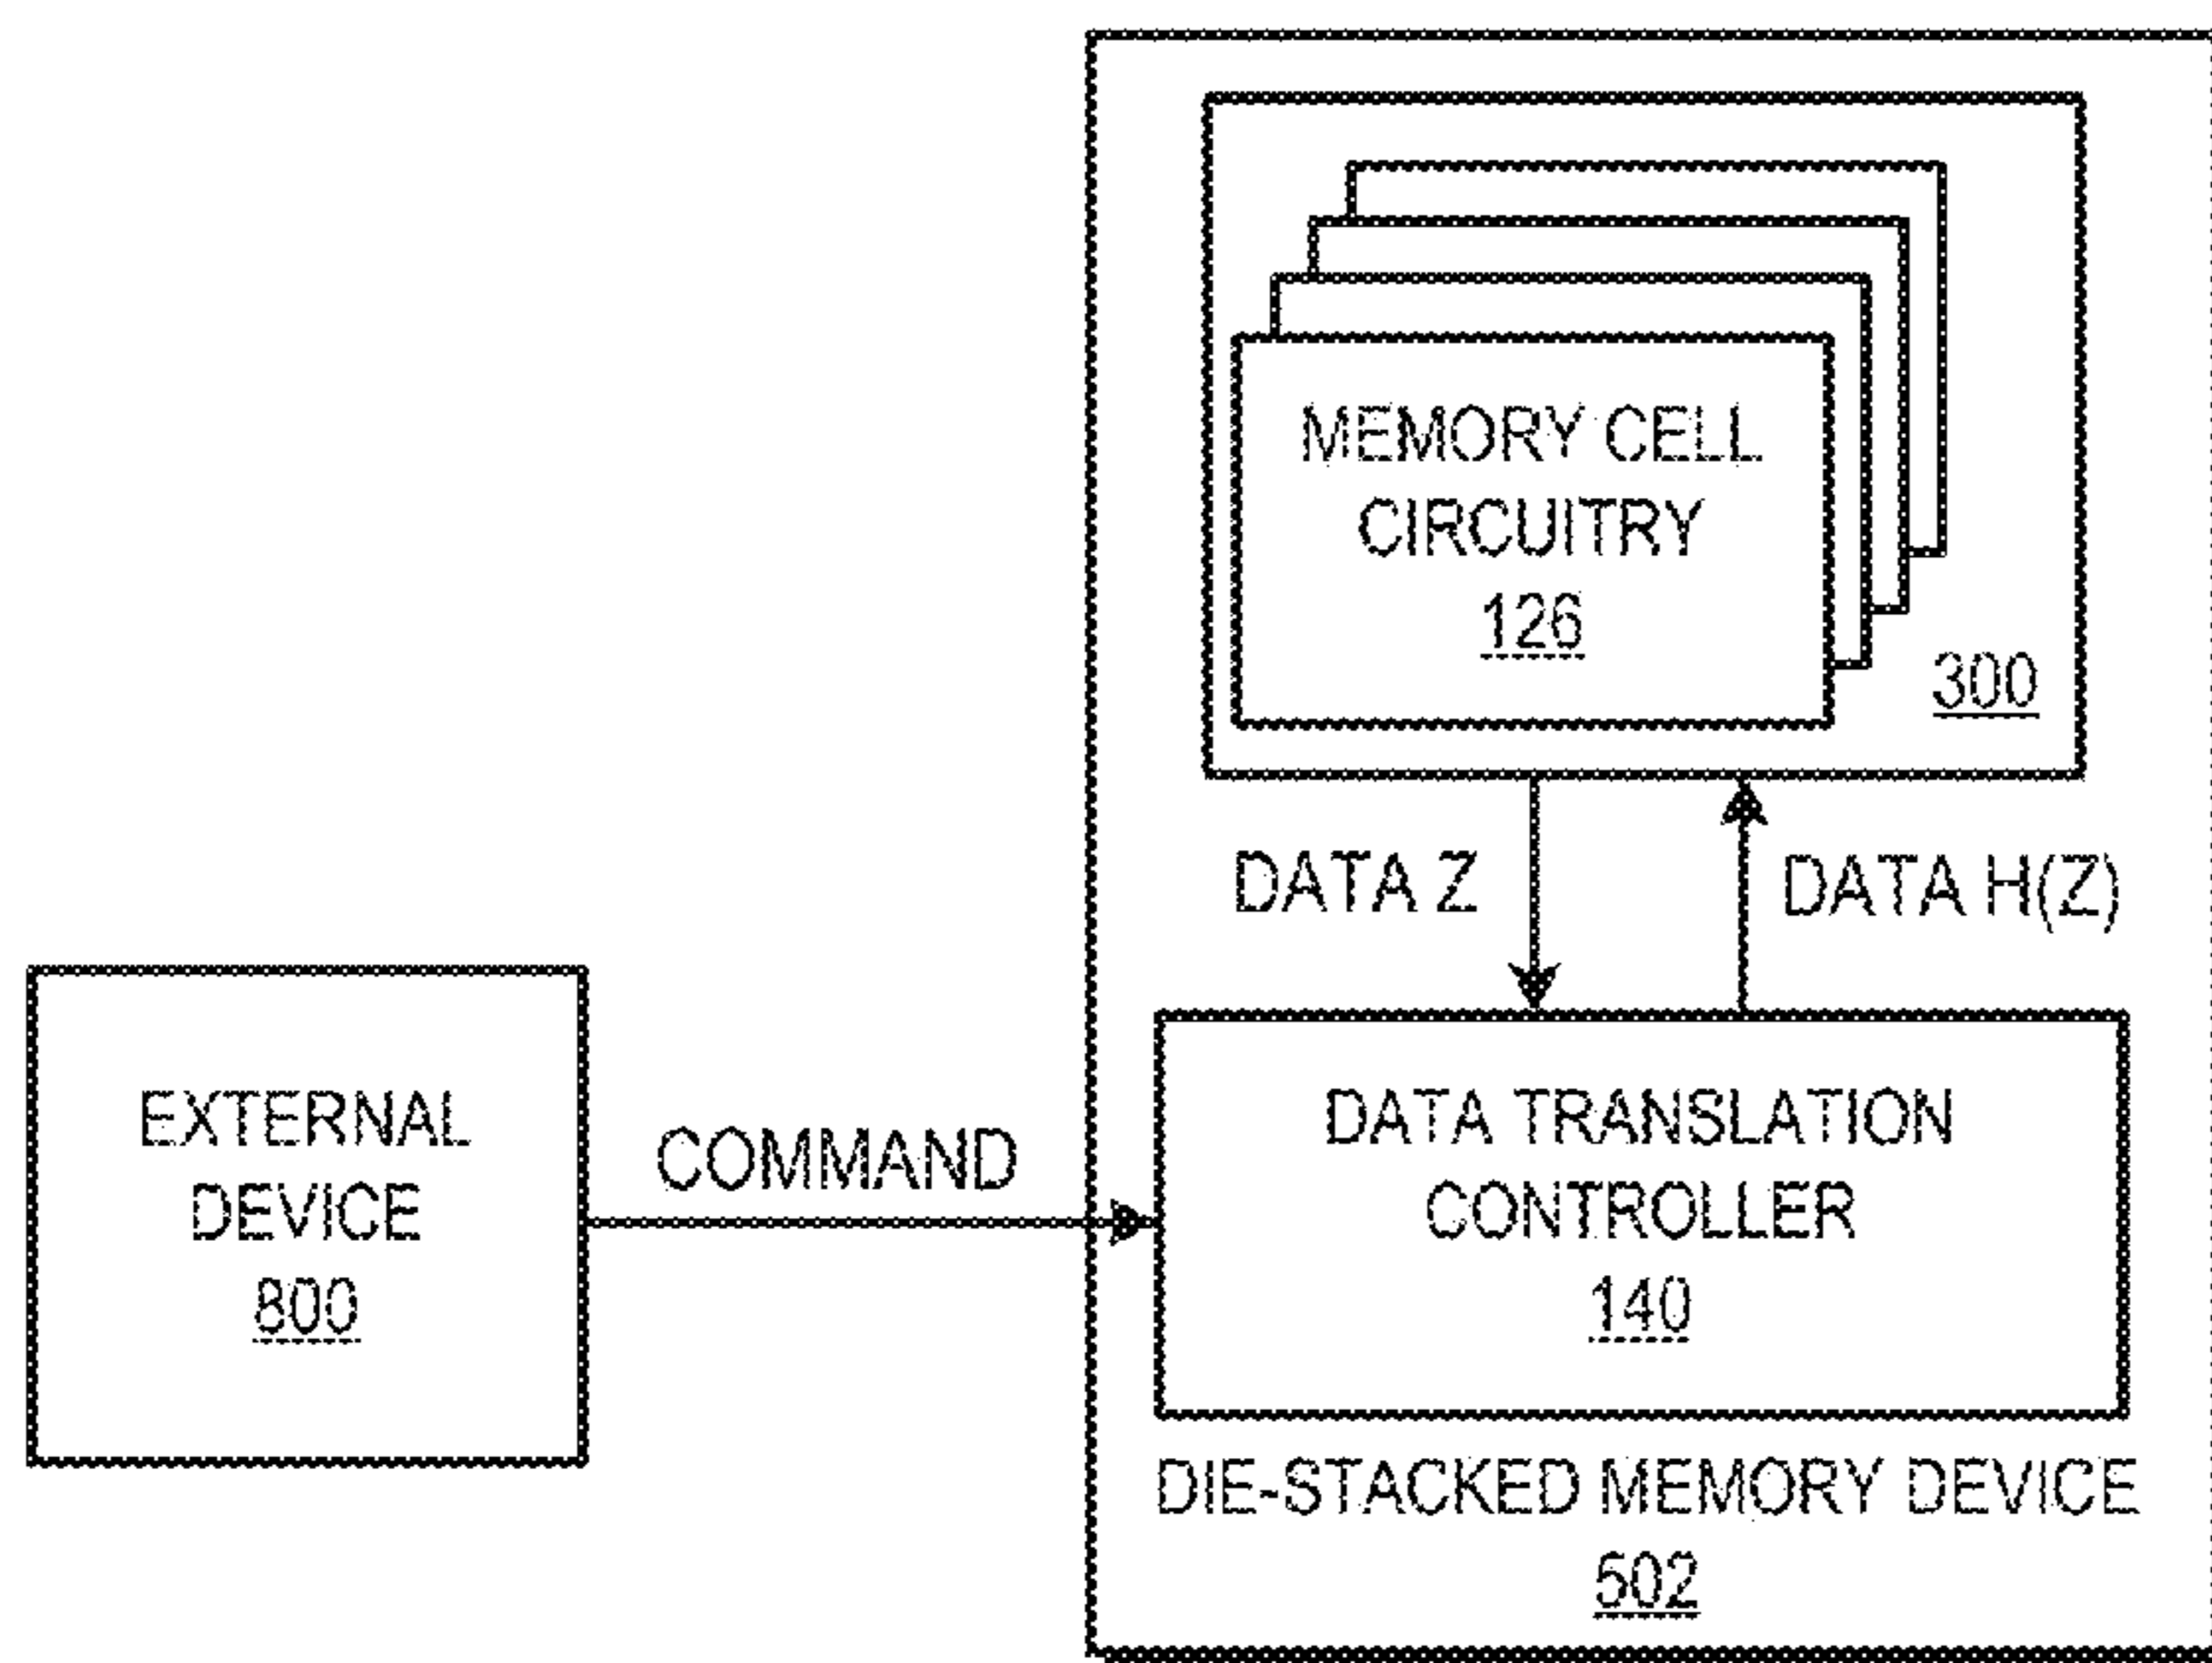 MEMORY CELL
CIRCUITRY
126
300
DATA Z
DATA H(Z)
EXTERNAL
DEVICE
800
COMMAND
DATA TRANSLATION
CONTROLLER
140
DIE-STACKED MEMORY DEVICE
502